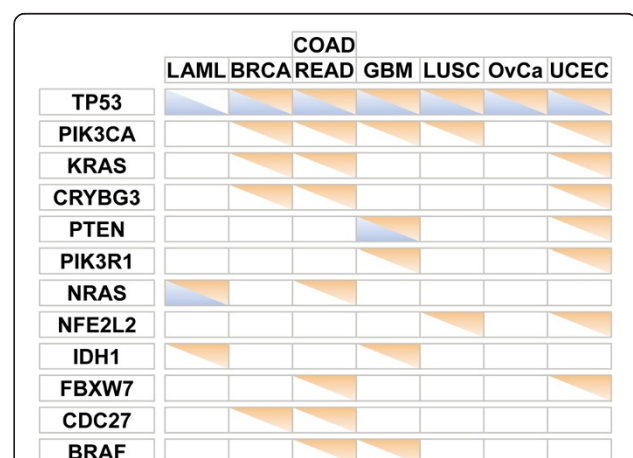 COAD
LAML BRCA READ GBM LUSC OvCa UCEC
TP53
PIK3CA
KRAS
CRYBG3
PTEN
PIK3R1
NRAS
NFE2L2
IDH1
FBXW7
CDC27
BRAF